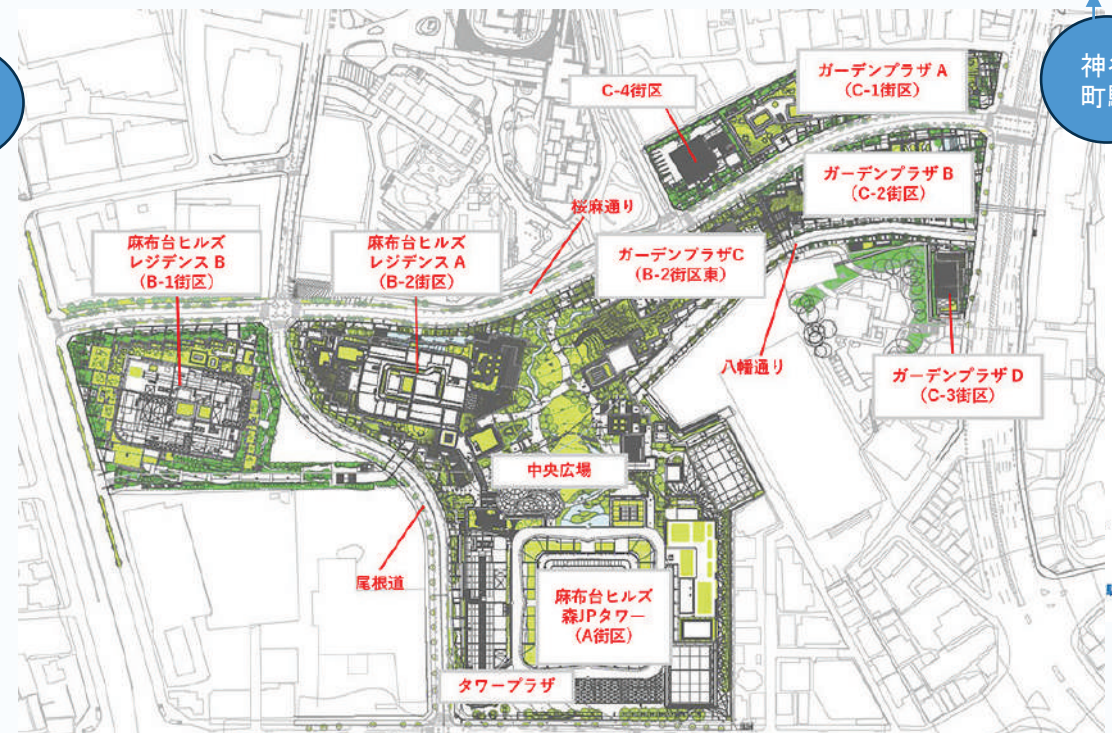 ガーデンプラザ A
(C-1街区)
神谷
町駅
C-4街区
ガーデンプラザ B
(C-2街区)
桜麻通り
麻布台ヒルズ
レジデンス B
(B-1街区)
麻布台ヒルズ
レジデンス A
(B-2街区)
ガーデンプラザC
(B-2街区東)
八幡通り
ガーデンプラザ D
(C-3街区)
中央広場
尾根道
麻布台ヒルズ
森JPタワー
(A街区)
タワープラザ